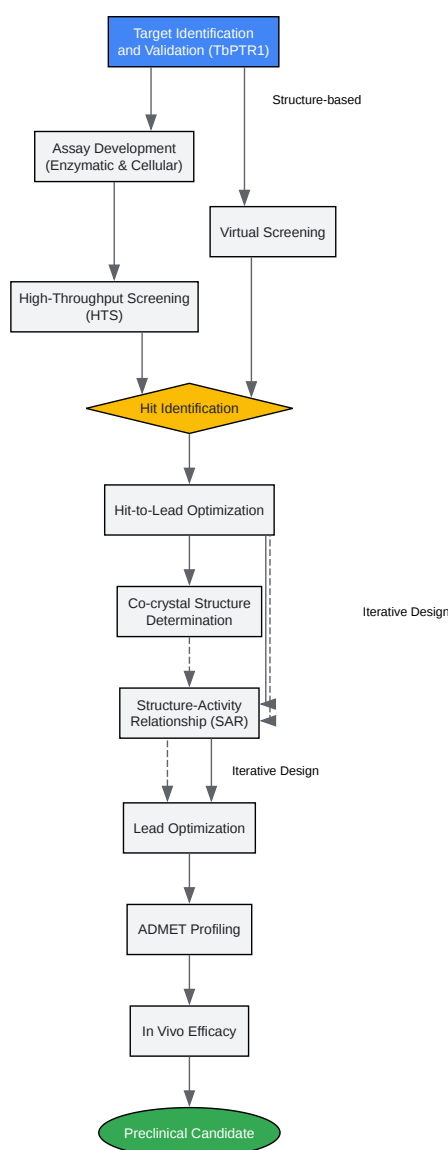 Target Identification
and Validation (TbPTR1)
Structure-based
Assay Development
(Enzymatic & Cellular)
Virtual Screening
High-Throughput Screening
(HTS)
Hit Identification
Hit-to-Lead Optimization
Co-crystal Structure
Determination
Iterative Design
Structure-Activity
Relationship (SAR)
Iterative Design
Lead Optimization
ADMET Profiling
In Vivo Efficacy
Preclinical Candidate